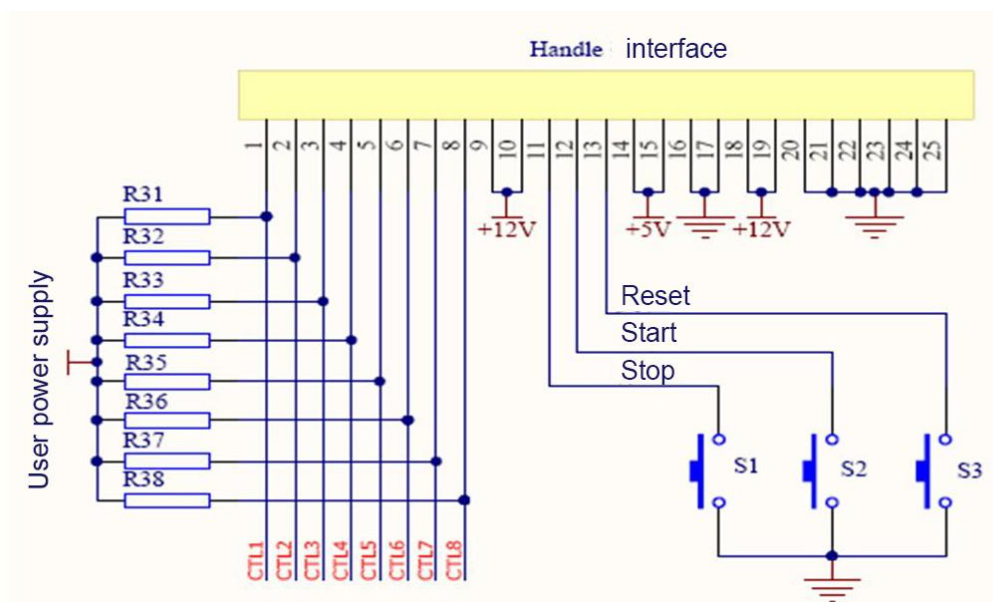 Handle interface
1 2 3 4 5 6 7 8 9 10 11 12 13 14 15 16 17 18 19 20 21 22 23 24 25
+12V +5V +12V
R31
R32
R33
R34
R35
R36
R37
R38
User power supply
Reset
Start
Stop
S1 S2 S3
CTL1 CTL2 CTL3 CTL4 CTL5 CTL6 CTL7 CTL8